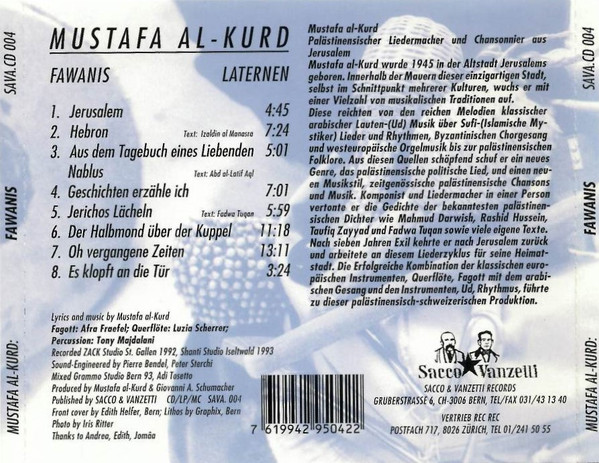 SAVA.CD 004
FAWANIS
MUSTAFA AL-KURD:
MUSTAFA AL-KURD
FAWANIS LATERNEN
1. Jerusalem 4:45
2. Hebron Text: Izoldin al Manasra 7:24
3. Aus dem Tagebuch eines Liebenden 5:01
Nablus Text: Abd al-Latif Aql
4. Geschichten erzähle ich 7:01
5. Jerichos Lächeln Text: Fadwa Tuqan 5:59
6. Der Halbmond über der Kuppel 11:18
7. Oh vergangene Zeiten 13:11
8. Es klopft an die Tür 3:24
Lyrics and music by Mustafa al-Kurd
Fagott: Afra Fraefel; Querflöte: Luzia Scherrer;
Percussion: Tony Majdalani
Recorded ZACK Studio St. Gallen 1992, Shanti Studio Iseltwald 1993
Sound-Engineered by Pierre Bendel, Peter Storchi
Mixed Grammo Studio Bern 93, Adi Tosetto
Produced by Mustafa al-Kurd & Giovanni A. Schumacher
Published by SACCO & VANZETTI CD/LP/MC SAVA. 004
Front cover by Edith Helfer, Bern; Lithos by Graphix, Bern
Photo by Iris Ritter
Thanks to Andrea, Edith, Jomâa
Mustafa al-Kurd
Palästinensischer Liedermacher und Chansonnier aus
Jerusalem
Mustafa al-Kurd wurde 1945 in der Altstadt Jerusalems
geboren. Innerhalb der Mauern dieser einzigartigen Stadt,
selbst im Schnittpunkt mehrerer Kulturen, wuchs er mit
einer Vielzahl von musikalischen Traditionen auf.
Diese reichten von den reichen Melodien klassischer
arabischer Lauten-(Ud) Musik über Sufi-(Islamische My-
stiker) Lieder und Rhythmen, Byzantinischen Chorgesang
und westeuropäische Orgelmusik bis zur palästinensischen
Folklore. Aus diesen Quellen schöpfend schuf er ein neues
Genre, das palästinensische politische Lied, und einen neu-
en Musikstil, zeitgenössische palästinensische Chansons
und Musik. Komponist und Liedermacher in einer Person
vertonte er die Gedichte der bekanntesten palästinensi-
schen Dichter wie Mahmud Darwish, Rashid Hussein,
Taufiq Zayyad und Fadwa Tuqan sowie viele eigene Texte.
Nach sieben Jahren Exil kehrte er nach Jerusalem zurück
und arbeitete an diesem Liederzyklus für seine Heimat-
stadt. Die Erfolgreiche Kombination der klassischen euro-
päischen Instrumenten, Querflöte, Fagott mit dem arabi-
schen Gesang und den Instrumenten, Ud, Rhythmus, führte
zu dieser palästinensisch-schweizerischen Produktion.
Sacco Vanzetti
SACCO & VANZETTI RECORDS
GRUBERSTRASSE 6, CH-3006 BERN, TEL/FAX 031/43 13 40
VERTRIEB REC REC
POSTFACH 717, 8026 ZÜRICH, TEL 01/241 50 55
7 619942 950422
SAVA.CD 004
FAWANIS
MUSTAFA AL-KURD: